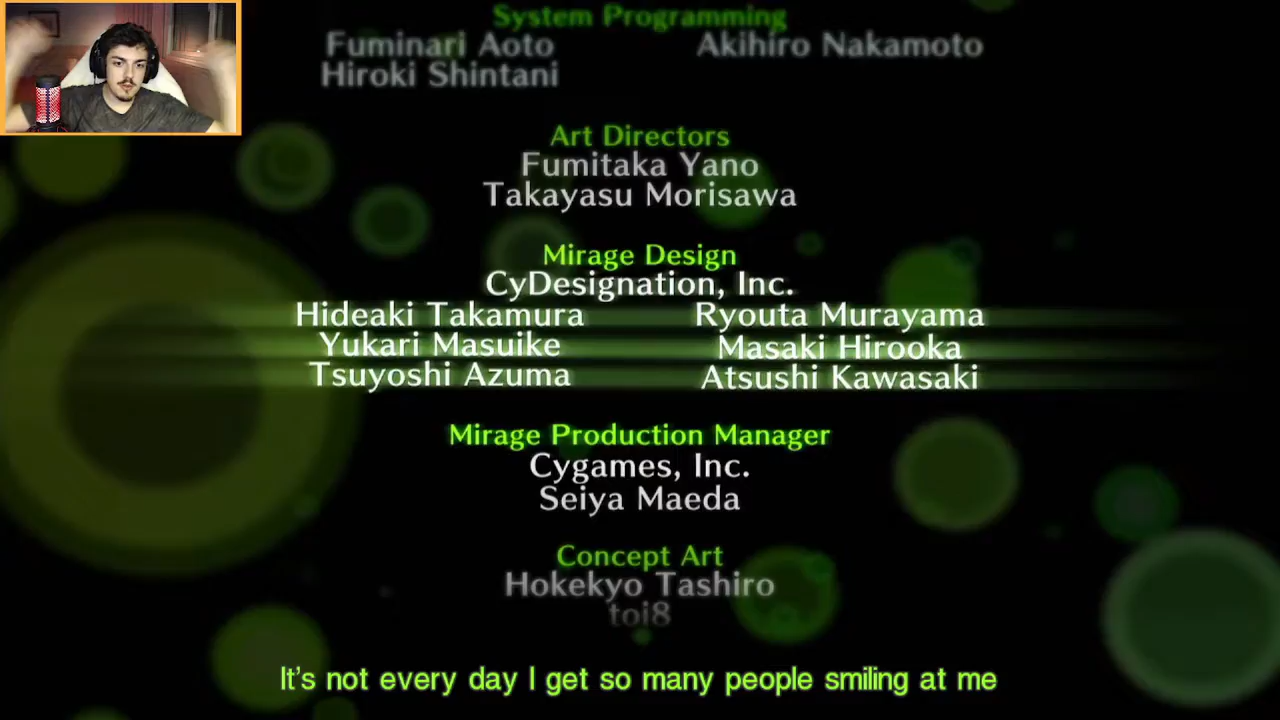 System Programming
Fuminari Aoto Akihiro Nakamoto
Hiroki Shintani
Art Directors
Fumitaka Yano
Takayasu Morisawa
Mirage Design
CyDesignation, Inc.
Hideaki Takamura Ryouta Murayama
Yukari Masuike Masaki Hirooka
Tsuyoshi Azuma Atsushi Kawasaki
Mirage Production Manager
Cygames, Inc.
Seiya Maeda
Concept Art
Hokekyo Tashiro
toi8
It's not every day I get so many people smiling at me